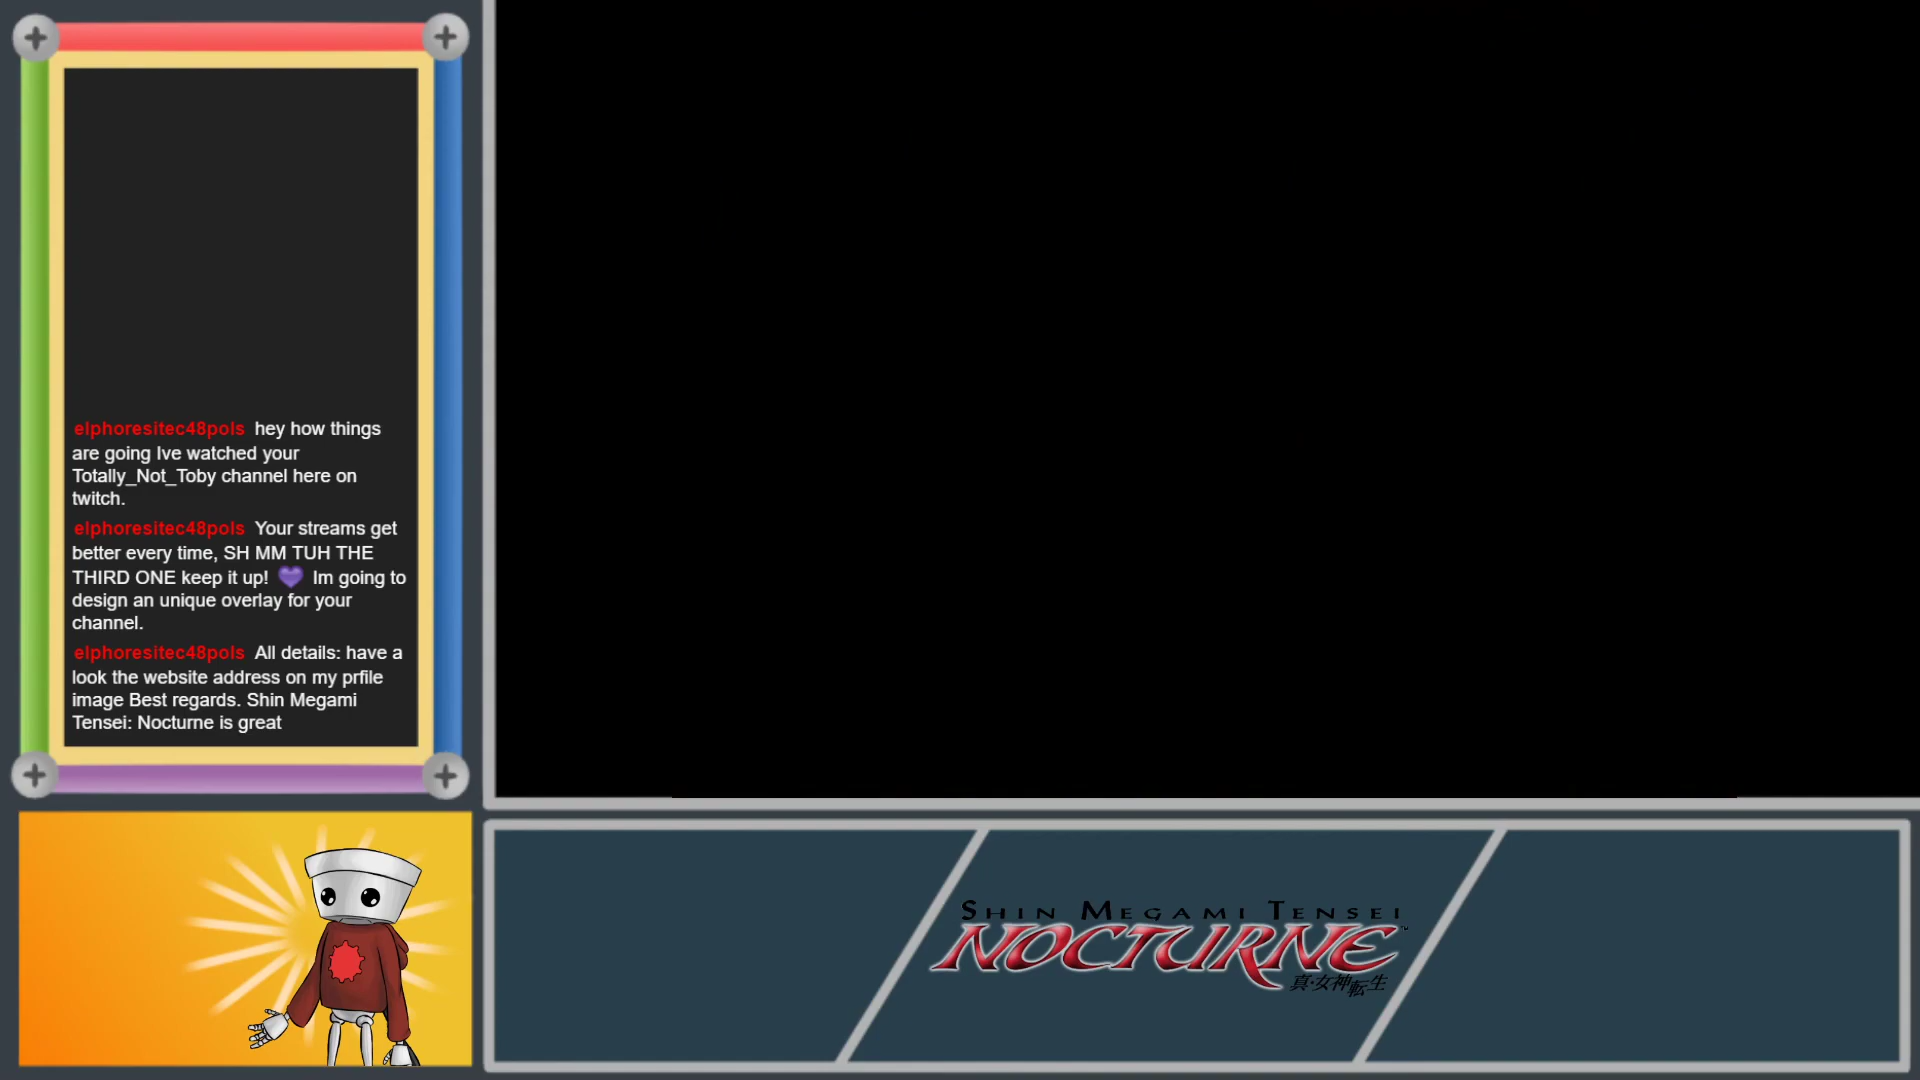 elphoresitec48pols hey how things
are going Ive watched your
Totally_Not_Toby channel here on
twitch.
elphoresitec48pols Your streams get
better every time, SH MM TUH THE
THIRD ONE keep it up! 💜 Im going to
design an unique overlay for your
channel.
elphoresitec48pols All details: have a
look the website address on my prfile
image Best regards. Shin Megami
Tensei: Nocturne is great
SHIN MEGAMI TENSEI
NOCTURNE™
真・女神転生